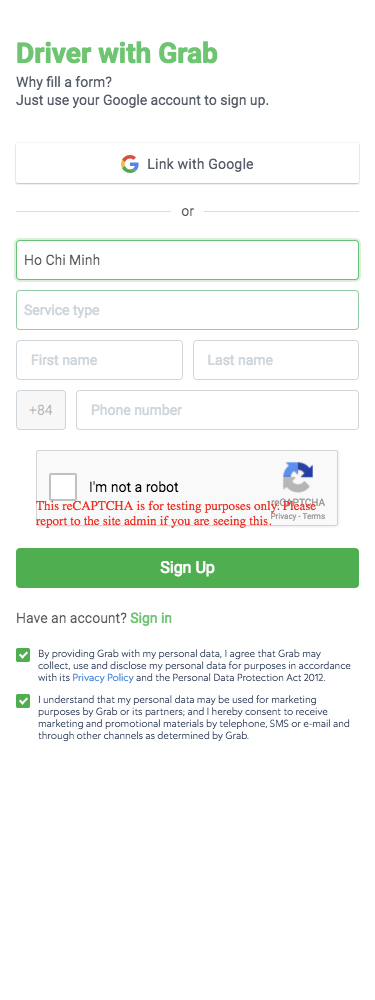 Driver with Grab
Why fill a form?
Just use your Google account to sign up.
Link with Google
or
Ho Chi Minh
Service type
First name
Last name
+84
Phone number
I'm not a robot
reCAPTCHA
This reCAPTCHA is for testing purposes only. Please
report to the site admin if you are seeing this.
Privacy - Terms
Sign Up
Have an account? Sign in
By providing Grab with my personal data, I agree that Grab may
collect, use and disclose my personal data for purposes in accordance
with its Privacy Policy and the Personal Data Protection Act 2012.
I understand that my personal data may be used for marketing
purposes by Grab or its partners; and I hereby consent to receive
marketing and promotional materials by telephone, SMS or e-mail and
through other channels as determined by Grab.